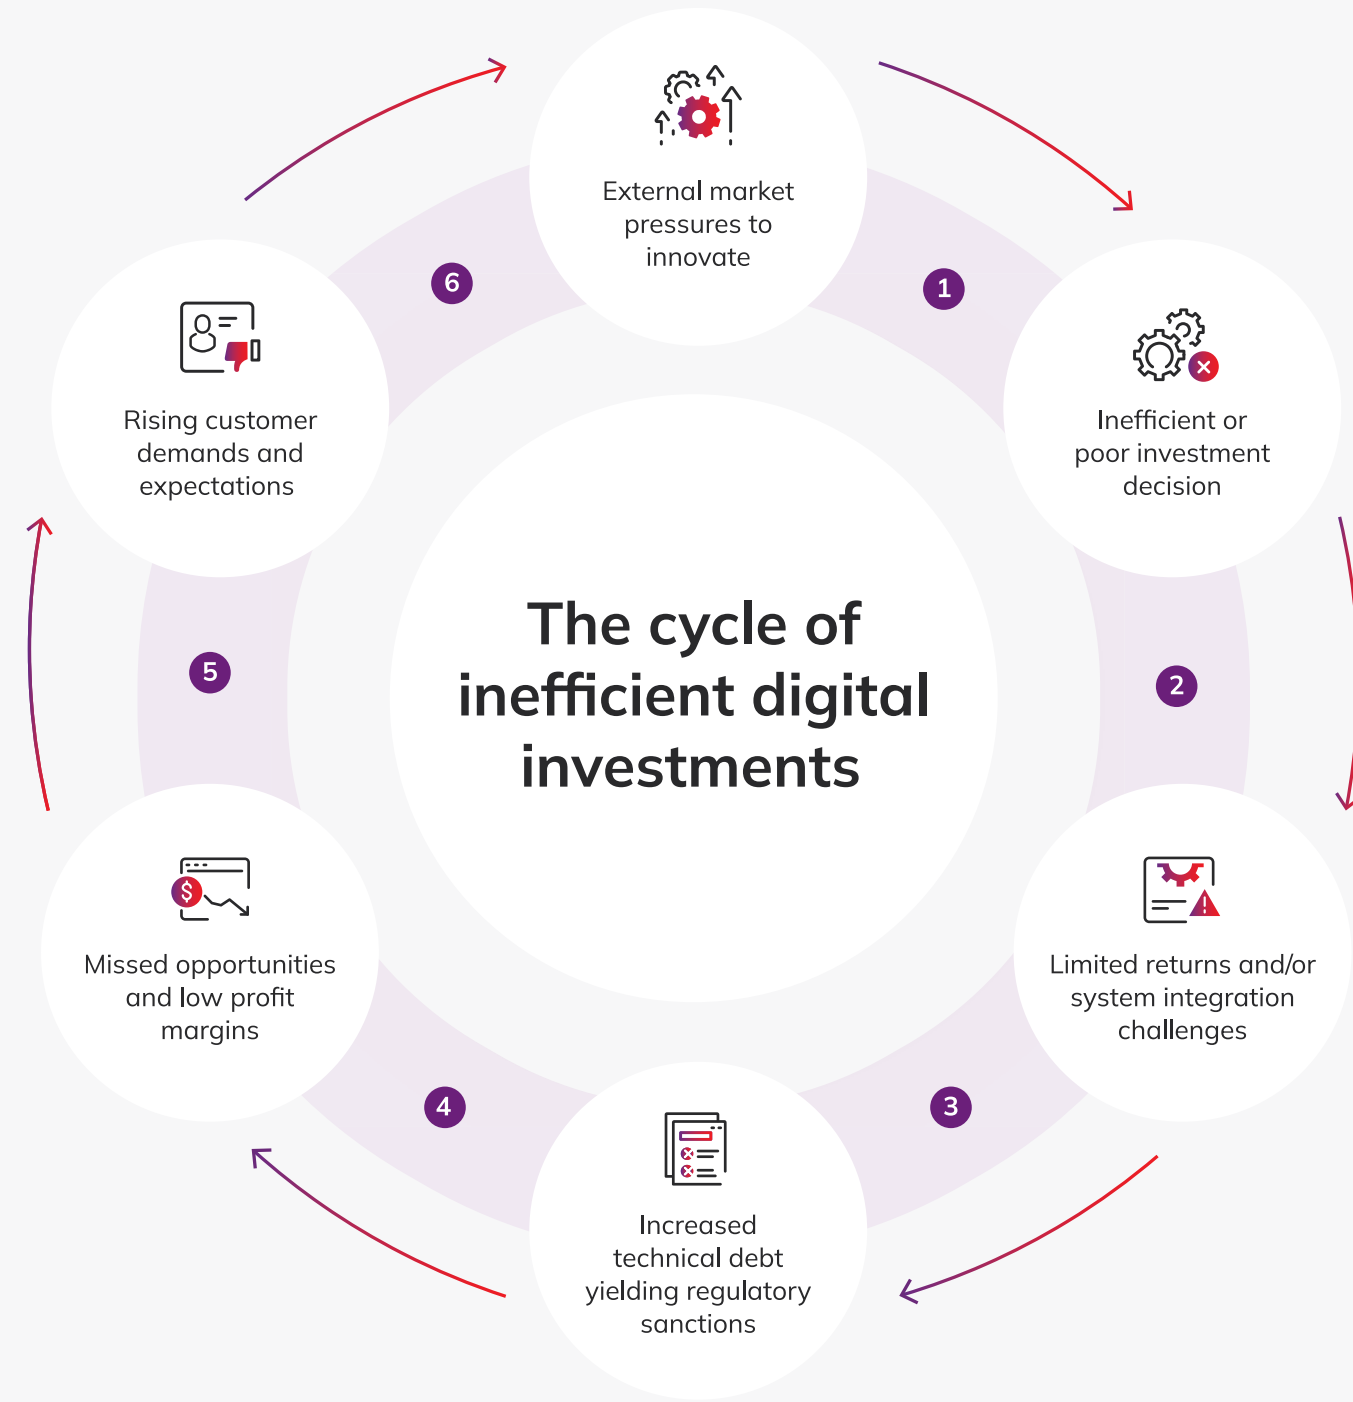 External market
pressures to
innovate
1
Inefficient or
poor investment
decision
2
Limited returns and/or
system integration
challenges
3
Increased
technical debt
yielding regulatory
sanctions
4
$
Missed opportunities
and low profit
margins
5
Rising customer
demands and
expectations
6
The cycle of
inefficient digital
investments